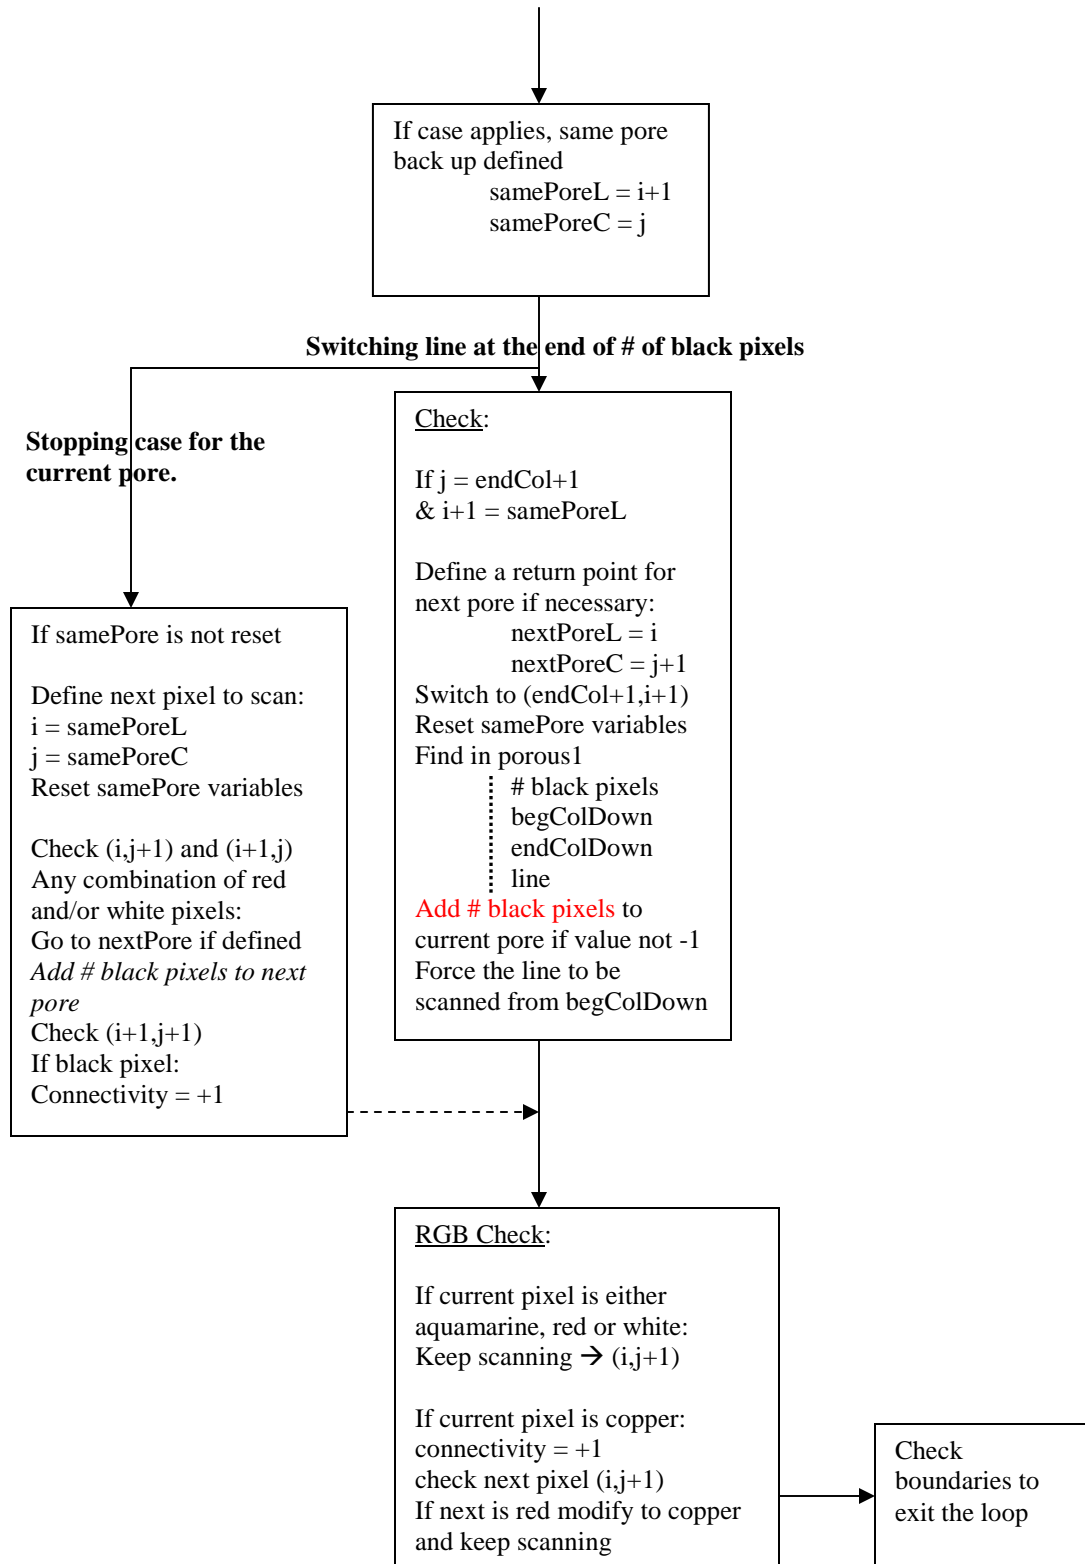 If case applies, same pore
back up defined
samePoreL = i+1
samePoreC = j
Switching line at the end of # of black pixels
Stopping case for the
current pore.
Check:
If j = endCol+1
& i+1 = samePoreL
Define a return point for
next pore if necessary:
nextPoreL = i
nextPoreC = j+1
Switch to (endCol+1,i+1)
Reset samePore variables
Find in porous1
# black pixels
begColDown
endColDown
line
Add # black pixels to
current pore if value not -1
Force the line to be
scanned from begColDown
If samePore is not reset
Define next pixel to scan:
i = samePoreL
j = samePoreC
Reset samePore variables
Check (i,j+1) and (i+1,j)
Any combination of red
and/or white pixels:
Go to nextPore if defined
Add # black pixels to next
pore
Check (i+1,j+1)
If black pixel:
Connectivity = +1
RGB Check:
If current pixel is either
aquamarine, red or white:
Keep scanning → (i,j+1)
If current pixel is copper:
connectivity = +1
check next pixel (i,j+1)
If next is red modify to copper
and keep scanning
Check
boundaries to
exit the loop